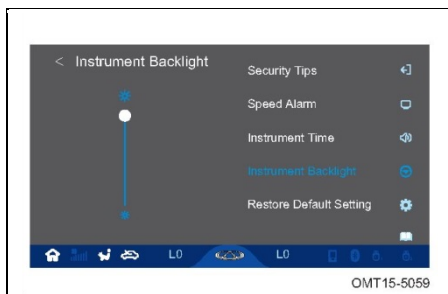 < Instrument Backlight
Security Tips
Speed Alarm
Instrument Time
Instrument Backlight
Restore Default Setting
L0
L0
OMT15-5059